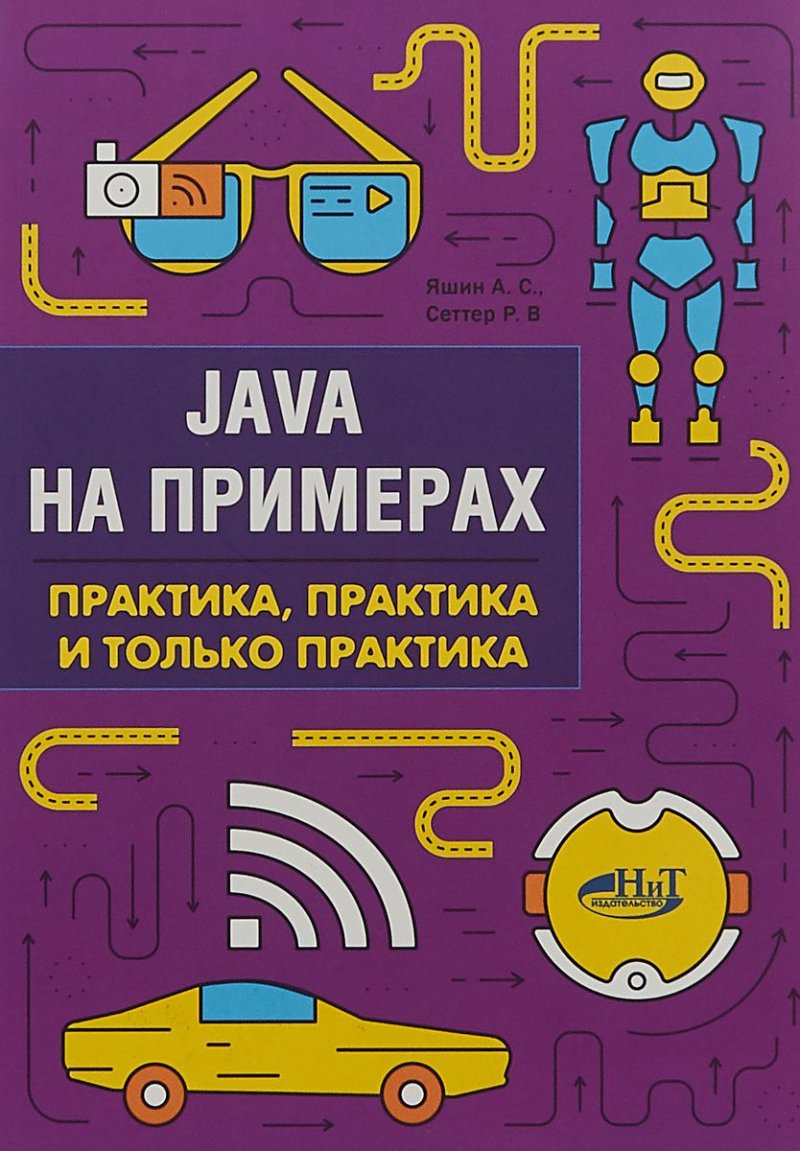 Яшин А. С.,
Сеттер Р. В
JAVA
НА ПРИМЕРАХ
ПРАКТИКА, ПРАКТИКА
И ТОЛЬКО ПРАКТИКА
НиТ
ИЗДАТЕЛЬСТВО